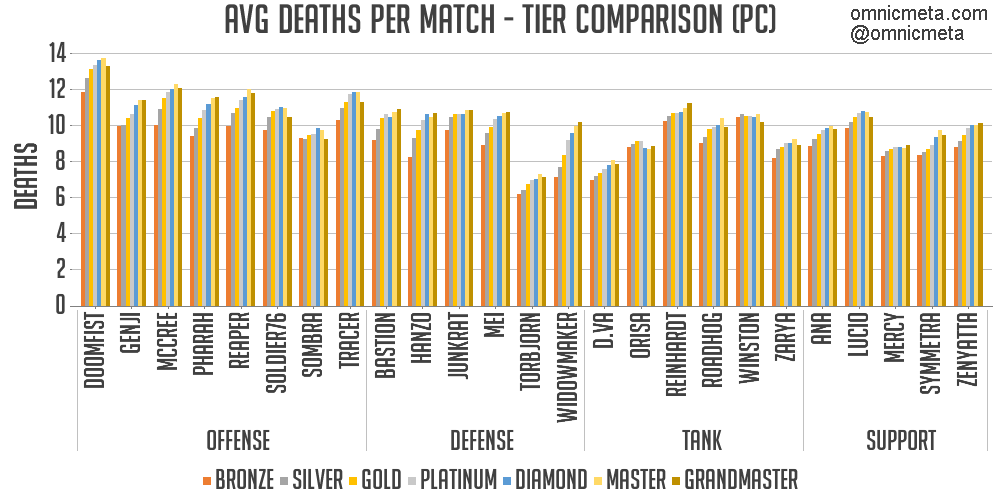 AVG DEATHS PER MATCH - TIER COMPARISON (PC)
omnicmeta.com
@omnicmeta
DEATHS
14
12
10
8
6
4
2
0
DOOMFIST
GENJI
MCCREE
PHARAH
REAPER
SOLDIER76
SOMBRA
TRACER
BASTION
HANZO
JUNKRAT
MEI
TORBJORN
WIDOWMAKER
D.VA
ORISA
REINHARDT
ROADHOG
WINSTON
ZARYA
ANA
LUCIO
MERCY
SYMMETRA
ZENYATTA
OFFENSE
DEFENSE
TANK
SUPPORT
BRONZE SILVER GOLD PLATINUM DIAMOND MASTER GRANDMASTER